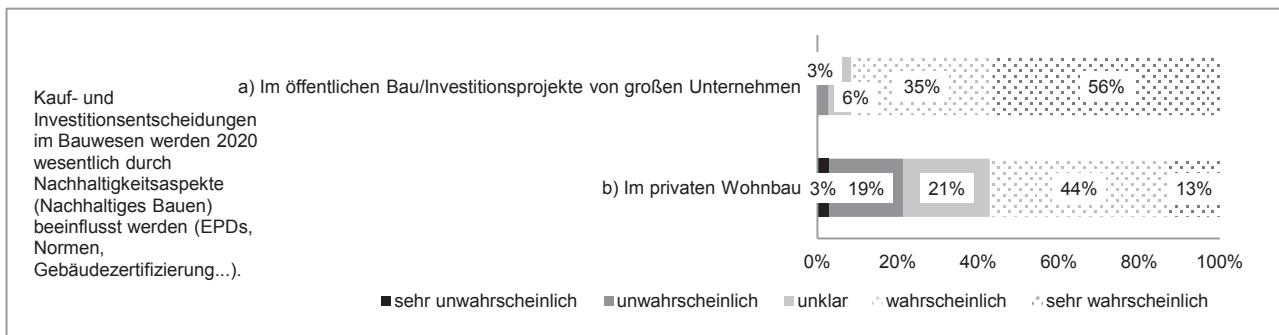 Kauf- und
Investitionsentscheidungen
im Bauwesen werden 2020
wesentlich durch
Nachhaltigkeitsaspekte
(Nachhaltiges Bauen)
beeinflusst werden (EPDs,
Normen,
Gebäudezertifizierung...).
a) Im öffentlichen Bau/Investitionsprojekte von großen Unternehmen
3%
6%
35%
56%
b) Im privaten Wohnbau
3%
19%
21%
44%
13%
0% 20% 40% 60% 80% 100%
sehr unwahrscheinlich unwahrscheinlich unklar wahrscheinlich sehr wahrscheinlich